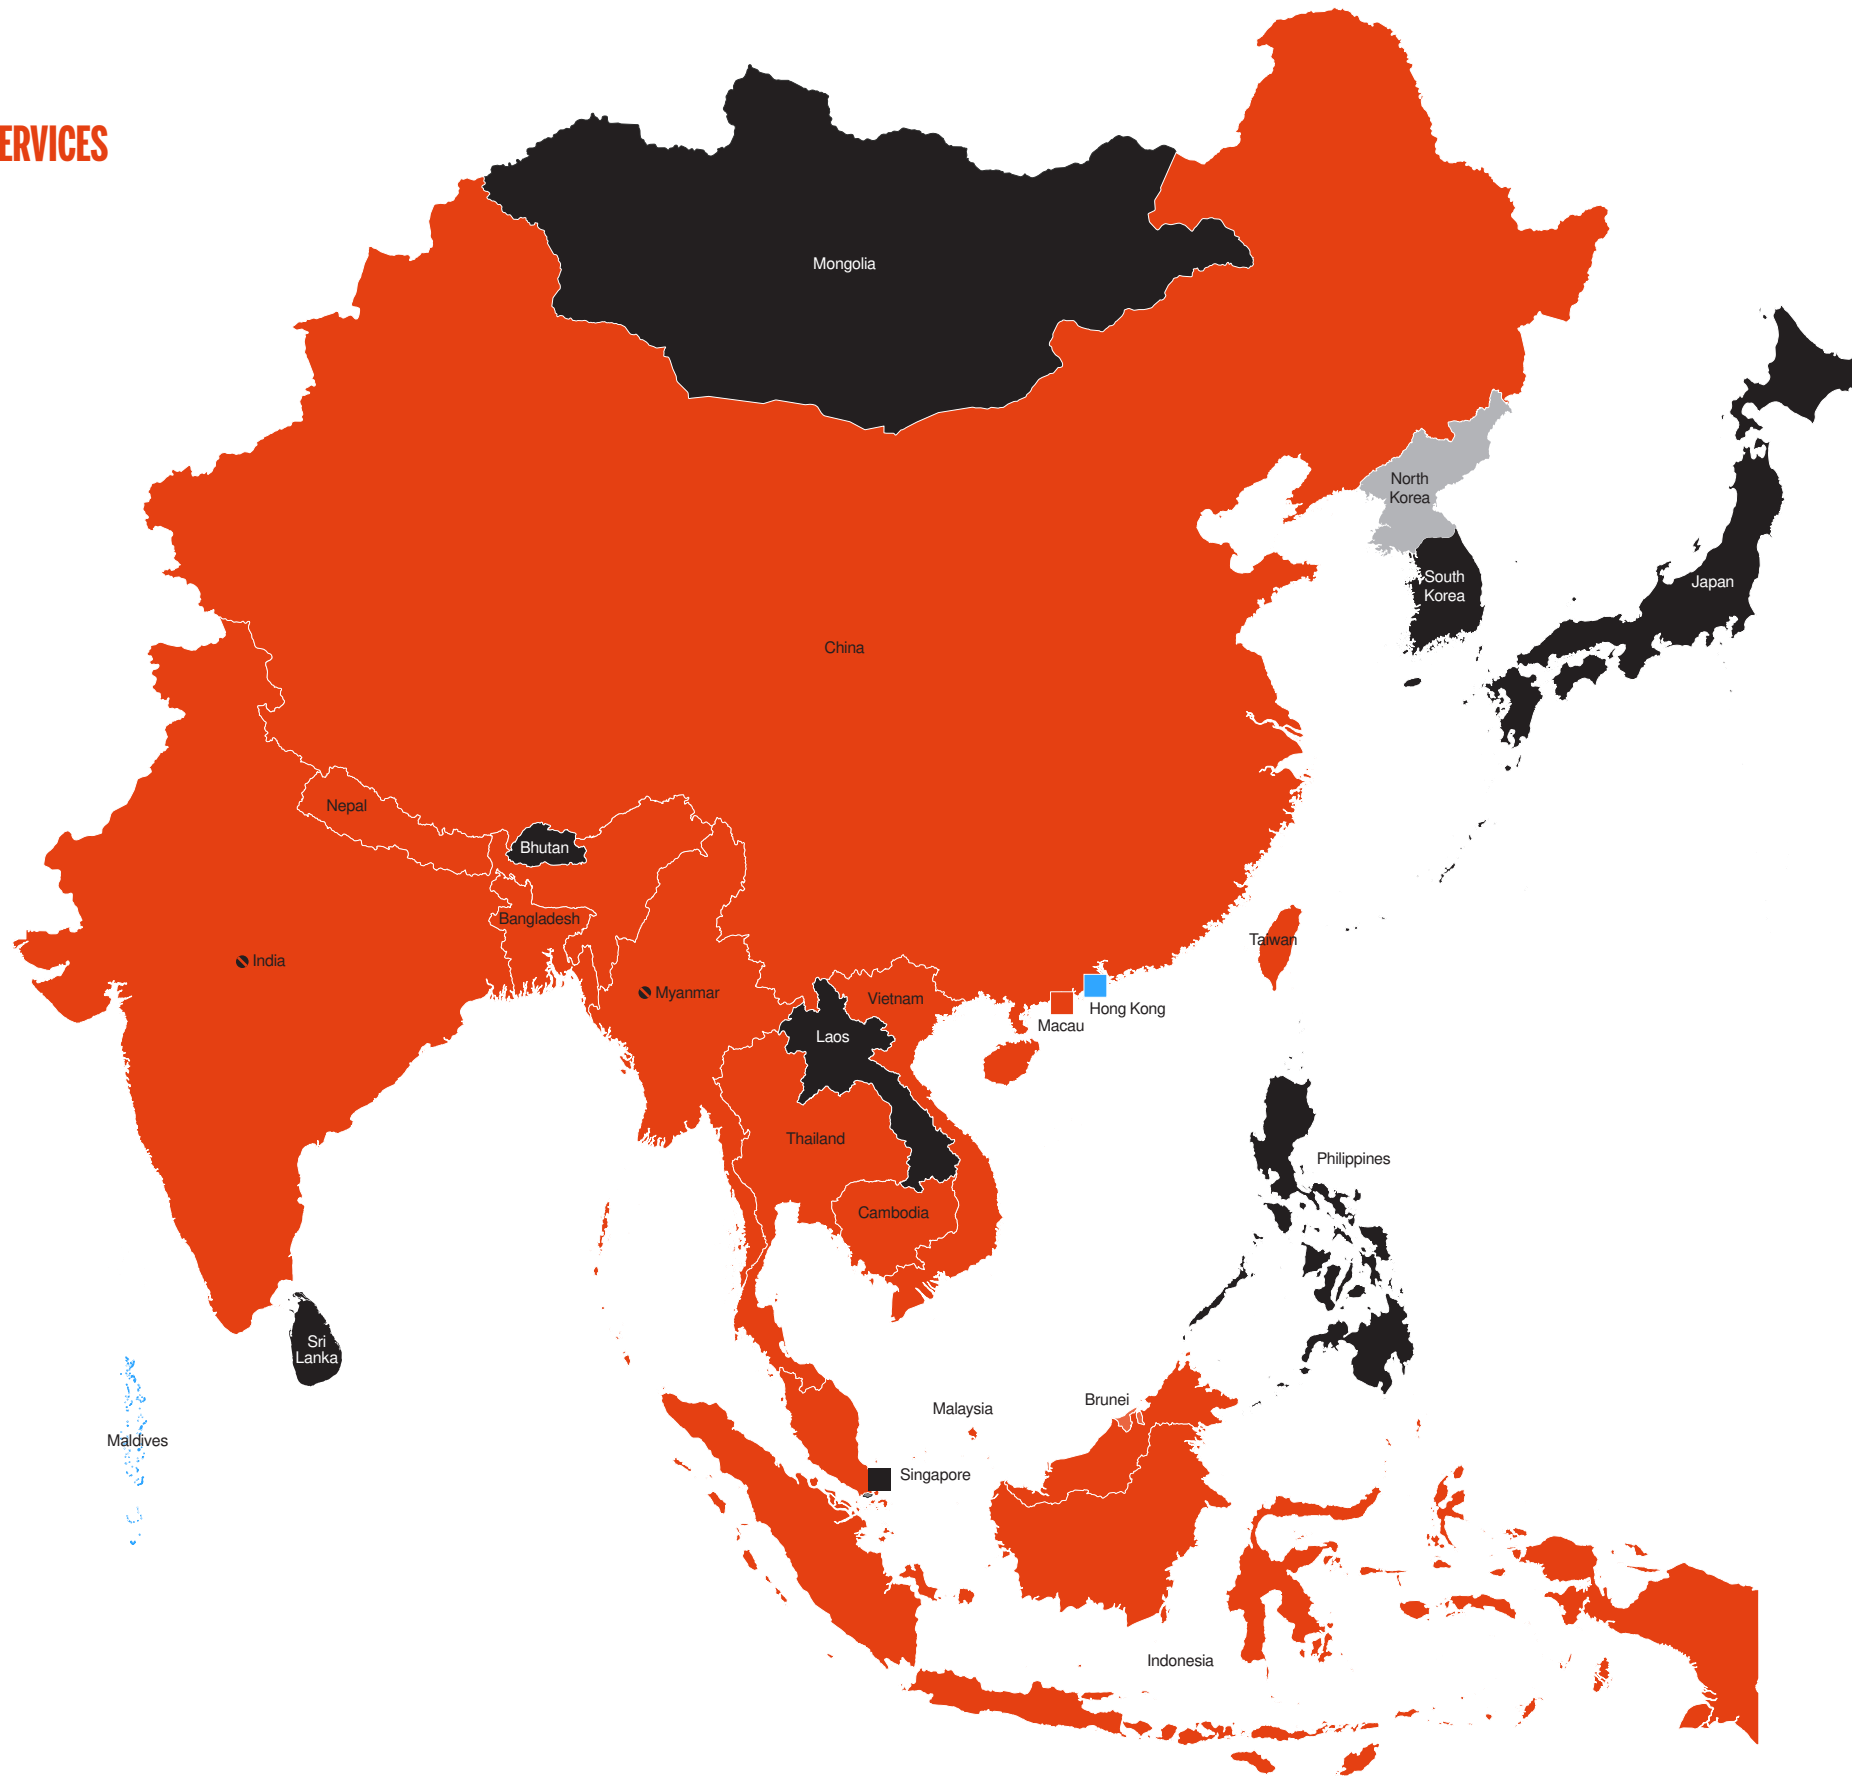 ERVICES
Mongolia
North
Korea
South
Korea
Japan
China
Nepal
Bhutan
Bangladesh
India
Myanmar
Taiwan
Vietnam
Hong Kong
Macau
Laos
Thailand
Philippines
Cambodia
Sri
Lanka
Maldives
Malaysia
Brunei
Singapore
Indonesia